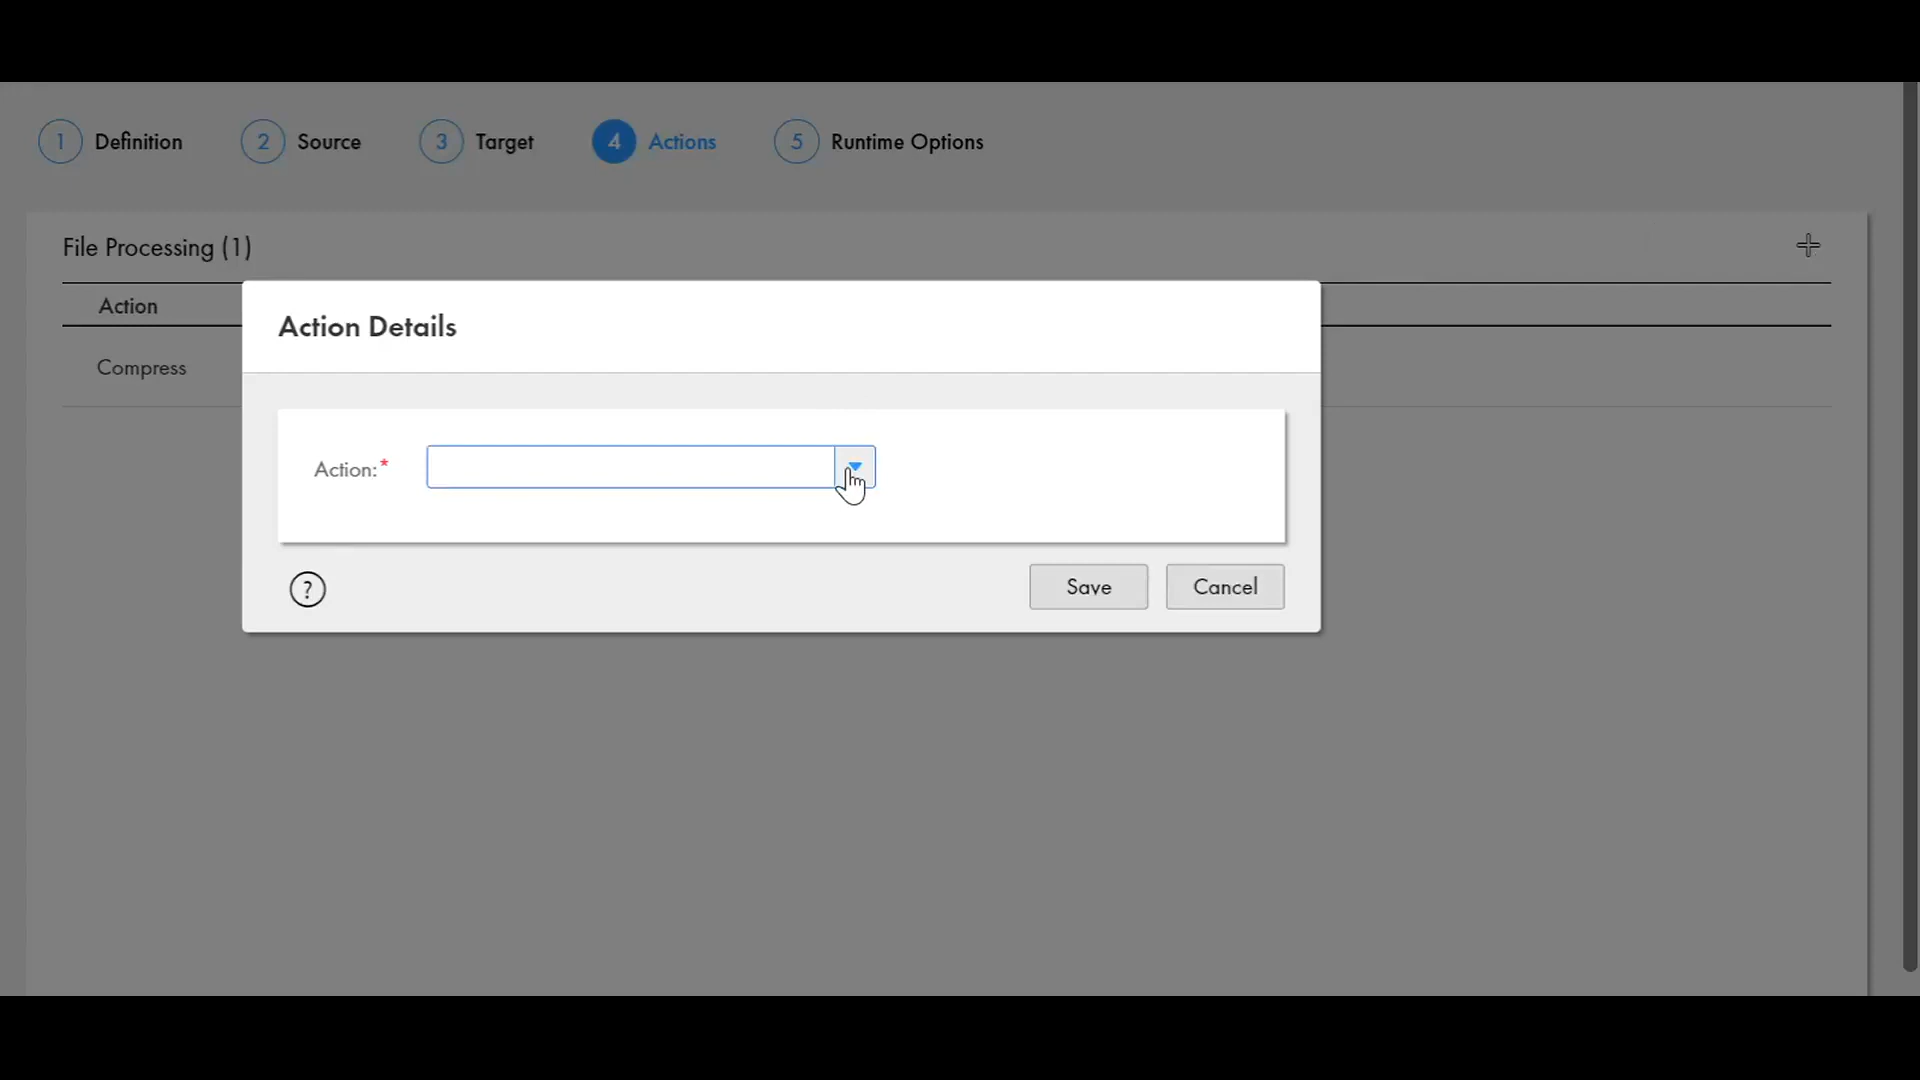 1 Definition 2 Source 3 Target 4 Actions 5 Runtime Options
File Processing (1)
Action
Compress
Action Details
Action:*
? Save Cancel